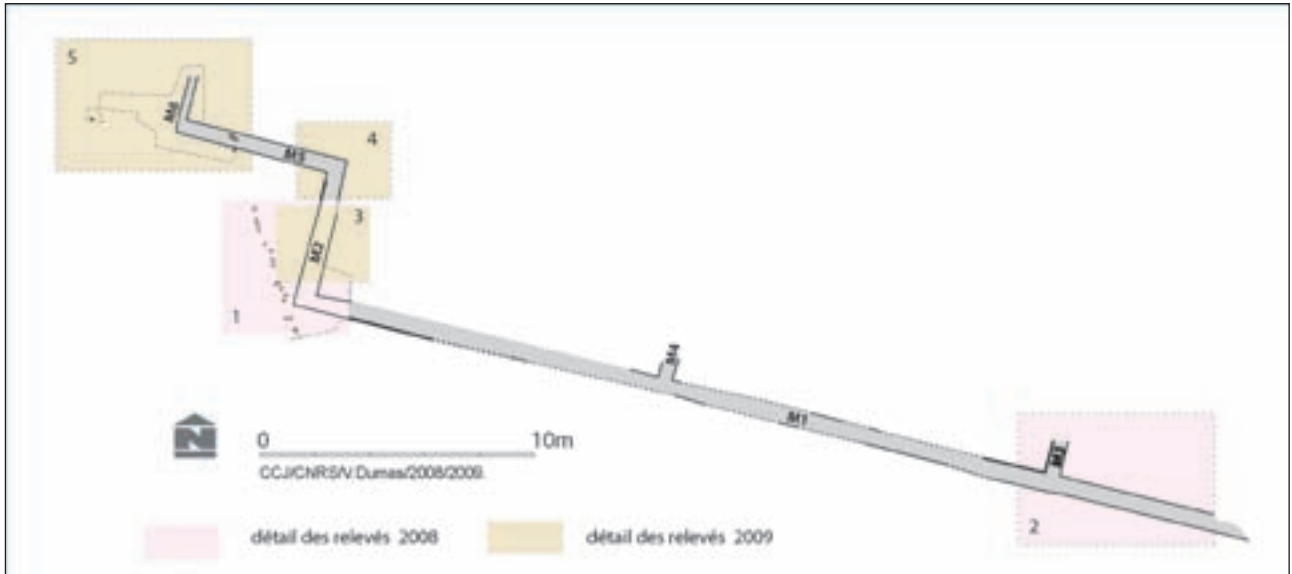 5
M6
4
M5
3
M2
1
M4
M1
M3
2
N
0 10m
CCJ/CNRS/V.Dumas/2008/2009.
détail des relevés 2008
détail des relevés 2009